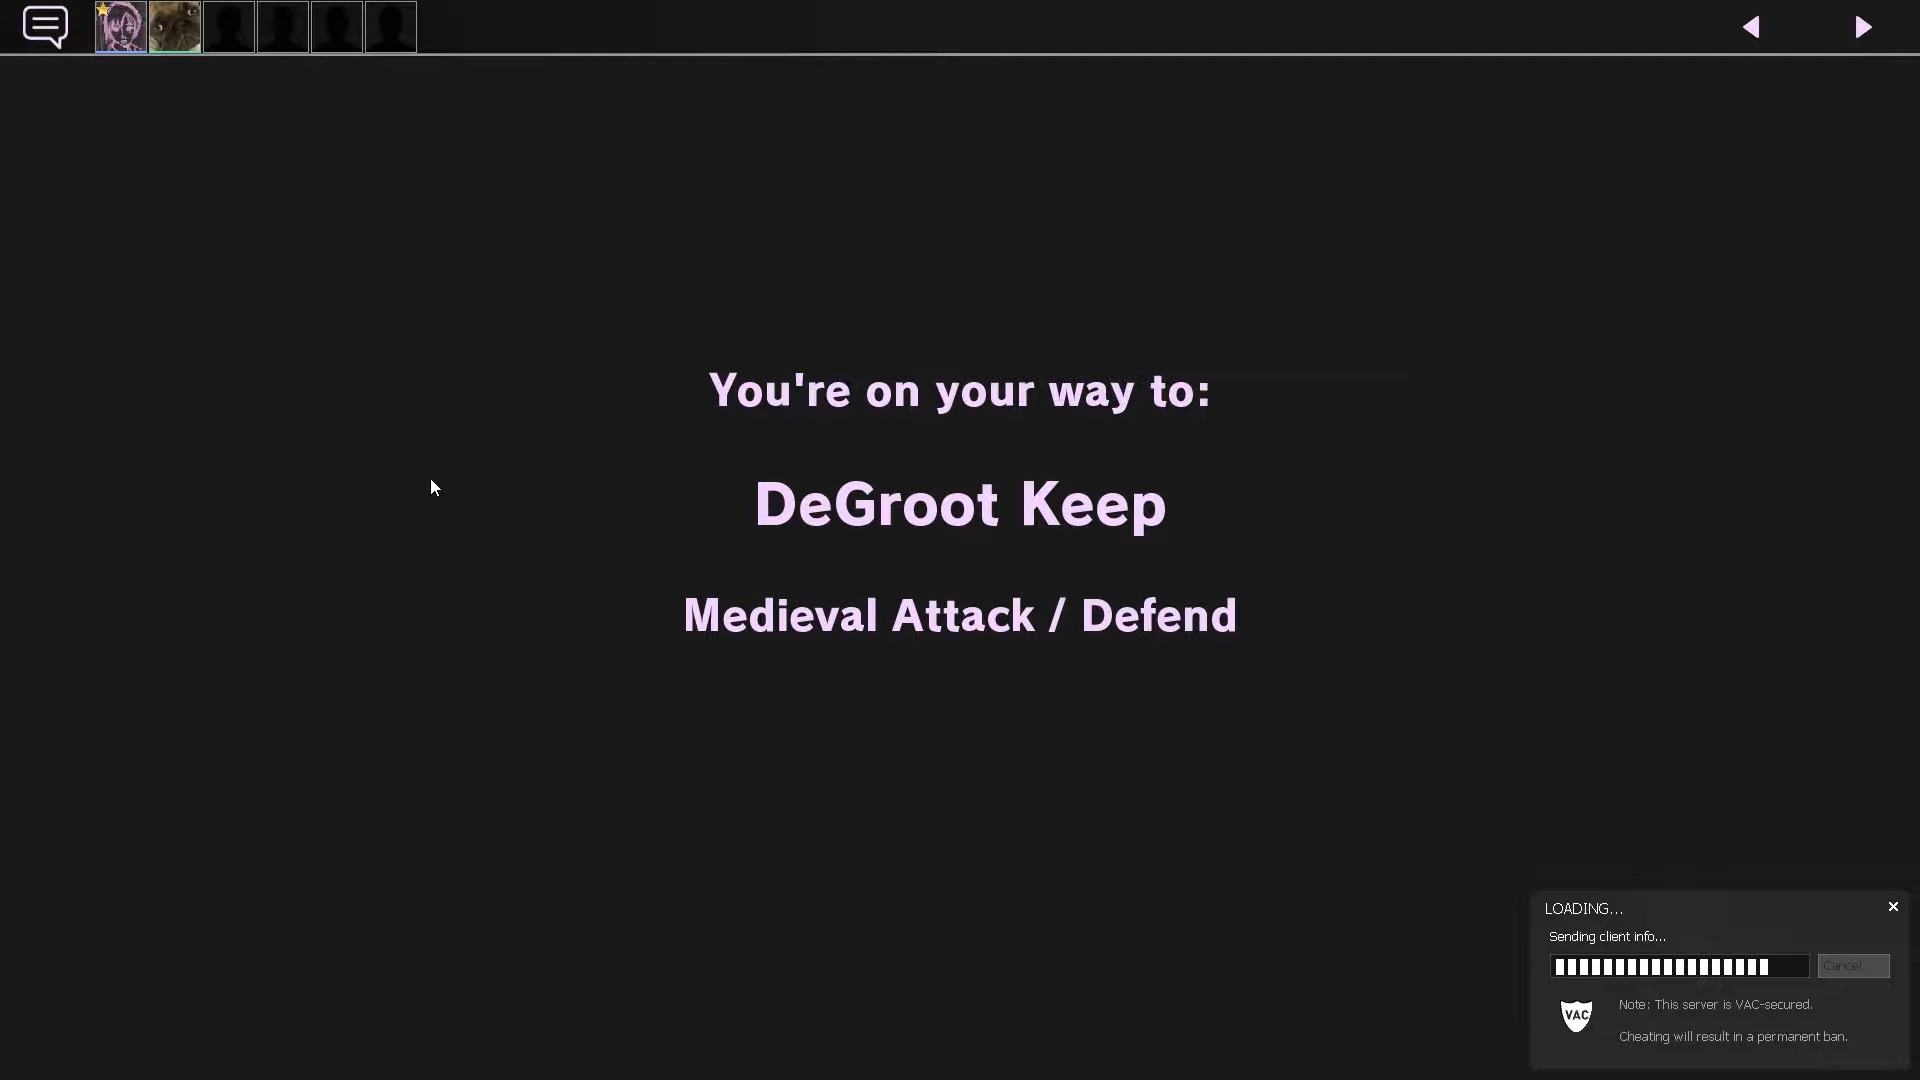 You're on your way to:
DeGroot Keep
Medieval Attack / Defend
LOADING...
Sending client info...
Cancel
VAC
Note: This server is VAC-secured.
Cheating will result in a permanent ban.